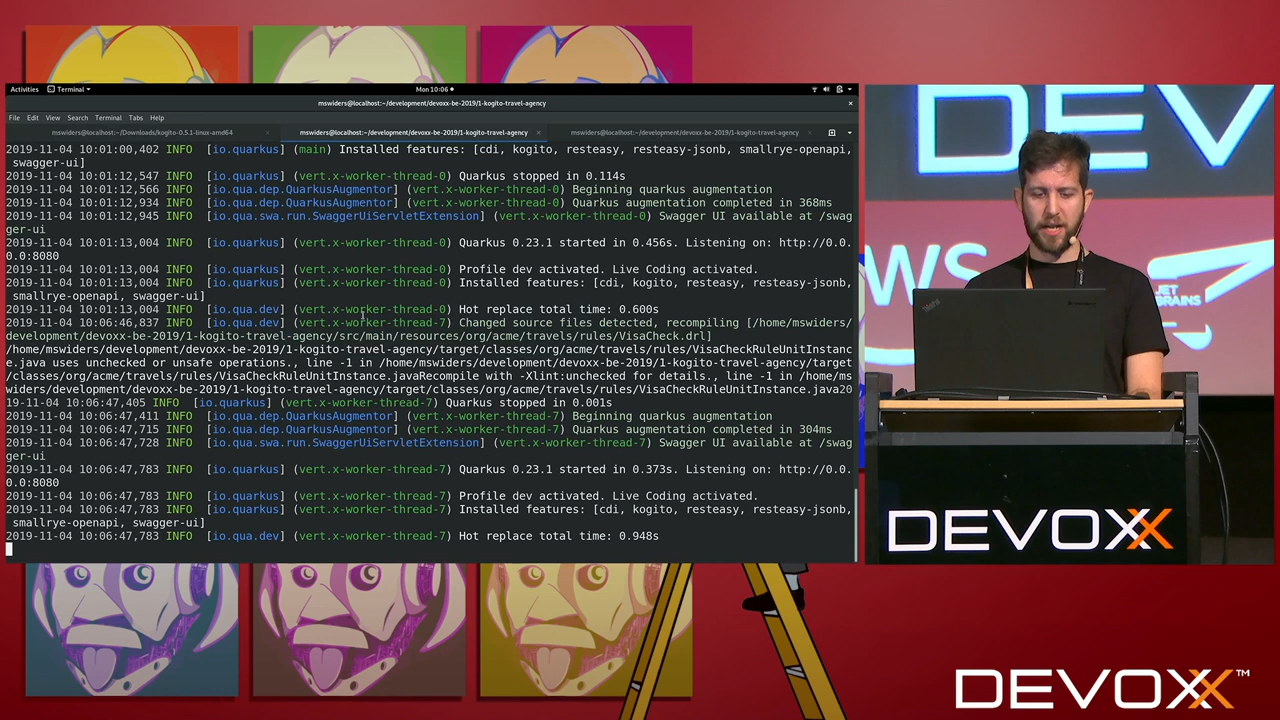 Activities Terminal Mon 10:06
mswiders@localhost:~/development/devoxx-be-2019/1-kogito-travel-agency
File Edit View Search Terminal Tabs Help
mswiders@localhost:~/Downloads/kogito-0.5.1-linux-amd64 mswiders@localhost:~/development/devoxx-be-2019/1-kogito-travel-agency mswiders@localhost:~/development/devoxx-be-2019/1-kogito-travel-agency
2019-11-04 10:01:00,402 INFO [io.quarkus] (main) Installed features: [cdi, kogito, resteasy, resteasy-jsonb, smallrye-openapi,
swagger-ui]
2019-11-04 10:01:12,547 INFO [io.quarkus] (vert.x-worker-thread-0) Quarkus stopped in 0.114s
2019-11-04 10:01:12,566 INFO [io.qua.dep.QuarkusAugmentor] (vert.x-worker-thread-0) Beginning quarkus augmentation
2019-11-04 10:01:12,934 INFO [io.qua.dep.QuarkusAugmentor] (vert.x-worker-thread-0) Quarkus augmentation completed in 368ms
2019-11-04 10:01:12,945 INFO [io.qua.swa.run.SwaggerUiServletExtension] (vert.x-worker-thread-0) Swagger UI available at /swag
ger-ui
2019-11-04 10:01:13,004 INFO [io.quarkus] (vert.x-worker-thread-0) Quarkus 0.23.1 started in 0.456s. Listening on: http://0.0.
0.0:8080
2019-11-04 10:01:13,004 INFO [io.quarkus] (vert.x-worker-thread-0) Profile dev activated. Live Coding activated.
2019-11-04 10:01:13,004 INFO [io.quarkus] (vert.x-worker-thread-0) Installed features: [cdi, kogito, resteasy, resteasy-jsonb,
smallrye-openapi, swagger-ui]
2019-11-04 10:01:13,004 INFO [io.qua.dev] (vert.x-worker-thread-0) Hot replace total time: 0.600s
2019-11-04 10:06:46,837 INFO [io.qua.dev] (vert.x-worker-thread-7) Changed source files detected, recompiling [/home/mswiders/
development/devoxx-be-2019/1-kogito-travel-agency/src/main/resources/org/acme/travels/rules/VisaCheck.drl]
/home/mswiders/development/devoxx-be-2019/1-kogito-travel-agency/target/classes/org/acme/travels/rules/VisaCheckRuleUnitInstanc
e.java uses unchecked or unsafe operations., line -1 in /home/mswiders/development/devoxx-be-2019/1-kogito-travel-agency/target
/classes/org/acme/travels/rules/VisaCheckRuleUnitInstance.javaRecompile with -Xlint:unchecked for details., line -1 in /home/ms
widers/development/devoxx-be-2019/1-kogito-travel-agency/target/classes/org/acme/travels/rules/VisaCheckRuleUnitInstance.java20
19-11-04 10:06:47,405 INFO [io.quarkus] (vert.x-worker-thread-7) Quarkus stopped in 0.001s
2019-11-04 10:06:47,411 INFO [io.qua.dep.QuarkusAugmentor] (vert.x-worker-thread-7) Beginning quarkus augmentation
2019-11-04 10:06:47,715 INFO [io.qua.dep.QuarkusAugmentor] (vert.x-worker-thread-7) Quarkus augmentation completed in 304ms
2019-11-04 10:06:47,728 INFO [io.qua.swa.run.SwaggerUiServletExtension] (vert.x-worker-thread-7) Swagger UI available at /swag
ger-ui
2019-11-04 10:06:47,783 INFO [io.quarkus] (vert.x-worker-thread-7) Quarkus 0.23.1 started in 0.373s. Listening on: http://0.0.
0.0:8080
2019-11-04 10:06:47,783 INFO [io.quarkus] (vert.x-worker-thread-7) Profile dev activated. Live Coding activated.
2019-11-04 10:06:47,783 INFO [io.quarkus] (vert.x-worker-thread-7) Installed features: [cdi, kogito, resteasy, resteasy-jsonb,
smallrye-openapi, swagger-ui]
2019-11-04 10:06:47,783 INFO [io.qua.dev] (vert.x-worker-thread-7) Hot replace total time: 0.948s
DEVO
WS
JET
BRAINS
ThinkPad
DEVOXX
DEVOXX™